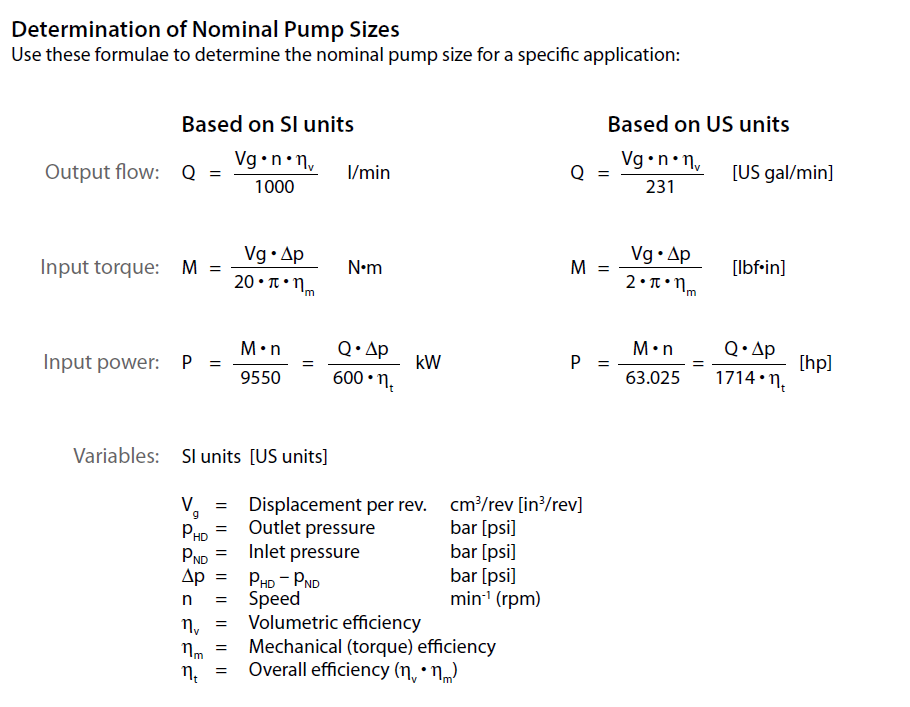 Determination of Nominal Pump Sizes
Use these formulae to determine the nominal pump size for a specific application:
Based on SI units Based on US units
Output flow: Q = Vg • n • ηv / 1000 l/min Q = Vg • n • ηv / 231 [US gal/min]
Input torque: M = Vg • Δp / 20 • π • ηm N•m M = Vg • Δp / 2 • π • ηm [lbf•in]
Input power: P = M • n / 9550 = Q • Δp / 600 • ηt kW P = M • n / 63.025 = Q • Δp / 1714 • ηt [hp]
Variables: SI units [US units]
Vg = Displacement per rev. cm³/rev [in³/rev]
pHD = Outlet pressure bar [psi]
pND = Inlet pressure bar [psi]
Δp = pHD – pND bar [psi]
n = Speed min⁻¹ (rpm)
ηv = Volumetric efficiency
ηm = Mechanical (torque) efficiency
ηt = Overall efficiency (ηv • ηm)